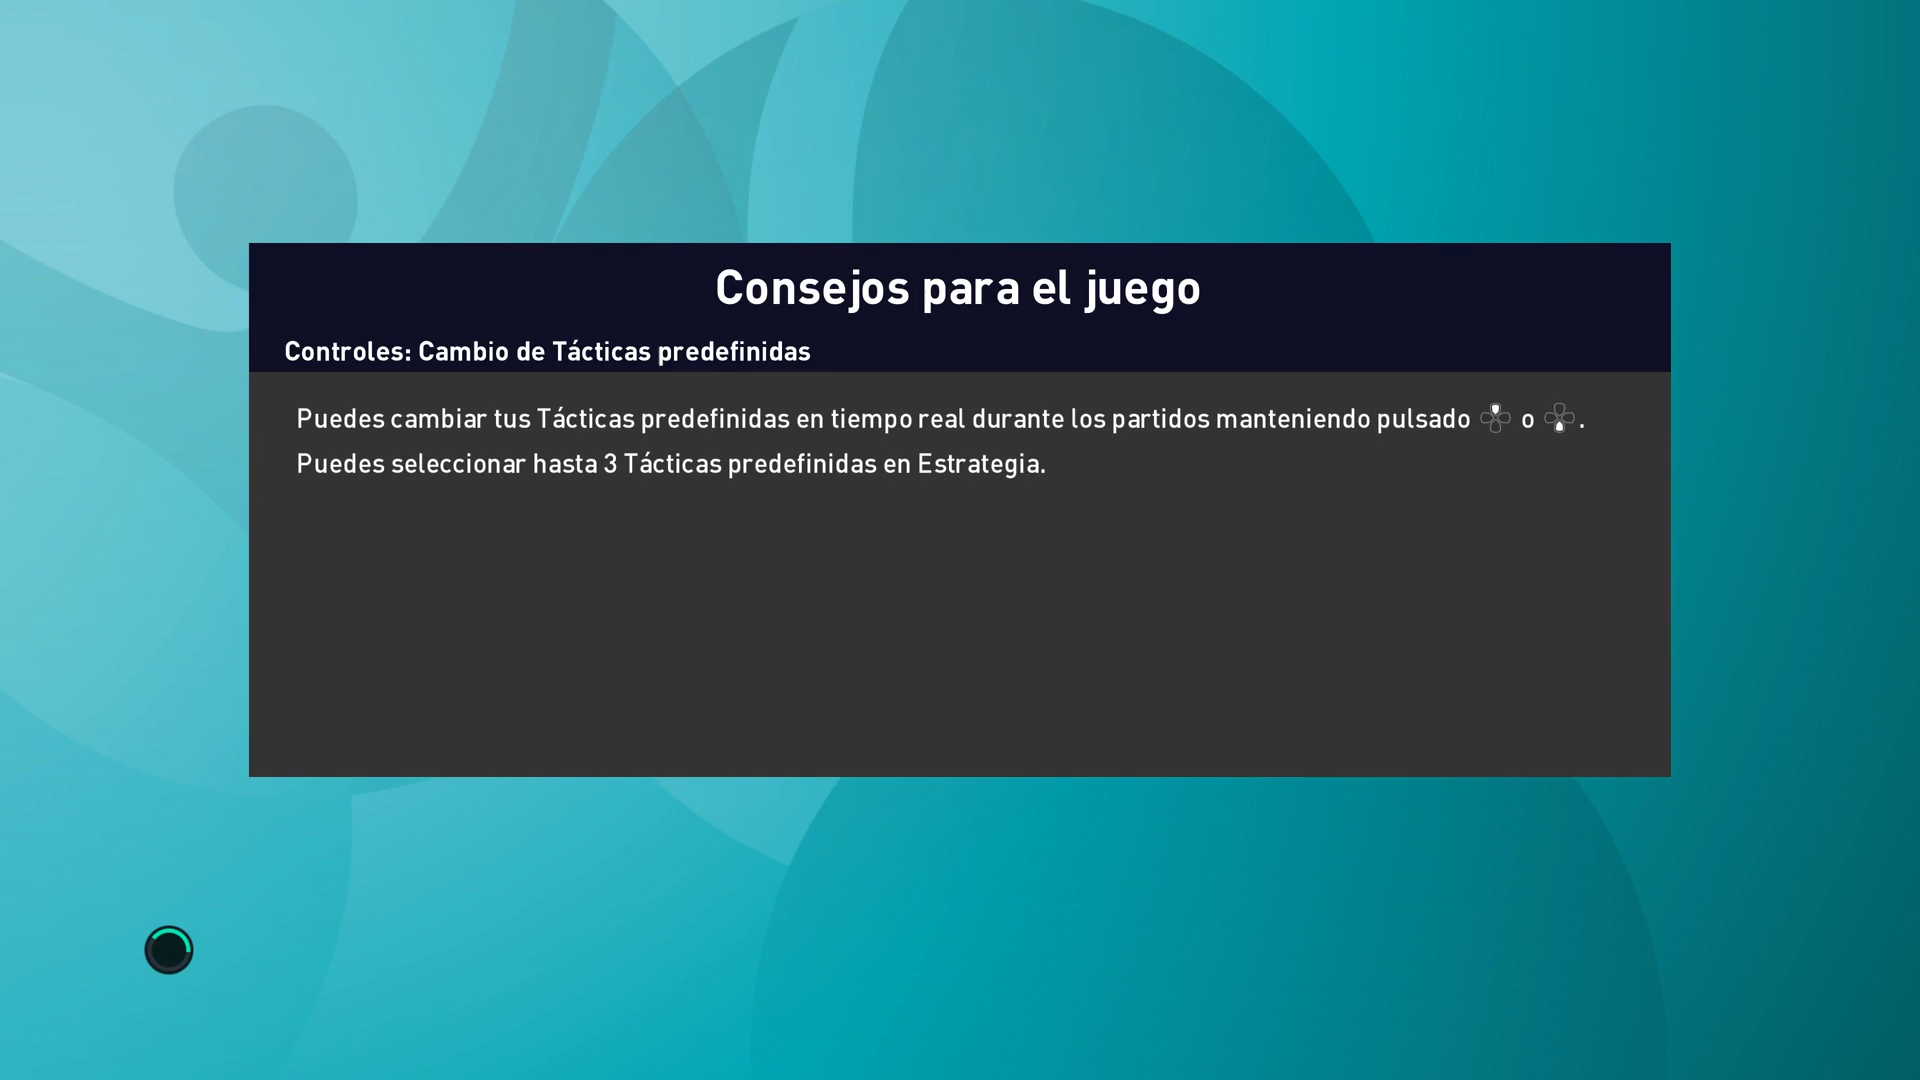 Consejos para el juego
Controles: Cambio de Tácticas predefinidas
Puedes cambiar tus Tácticas predefinidas en tiempo real durante los partidos manteniendo pulsado o .
Puedes seleccionar hasta 3 Tácticas predefinidas en Estrategia.